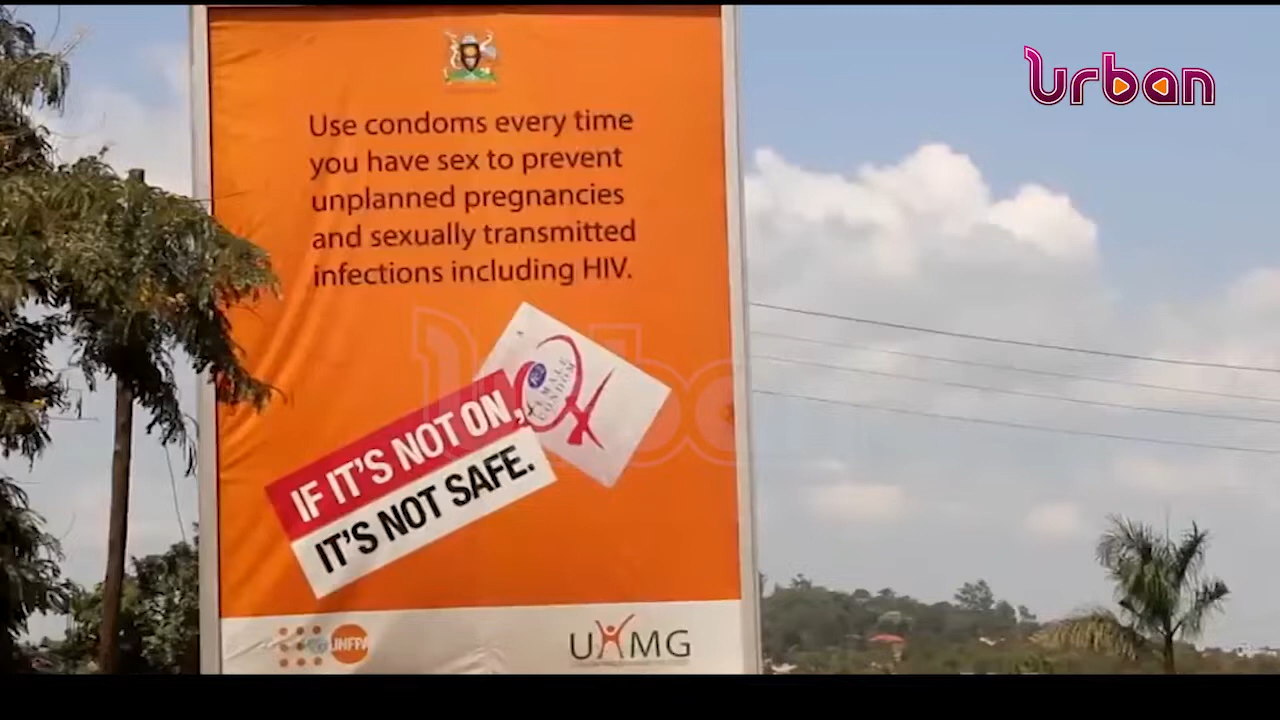 Urban
Use condoms every time
you have sex to prevent
unplanned pregnancies
and sexually transmitted
infections including HIV.
Urban
FEMALE
CONDOM
IF IT'S NOT ON,
IT'S NOT SAFE.
UNFPA
UHMG